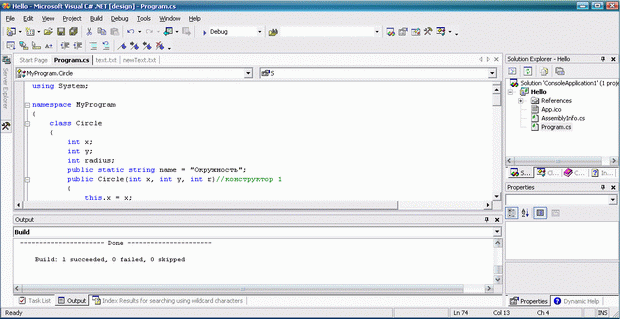 Hello - Microsoft Visual C# .NET [design] - Program.cs
File Edit View Project Build Debug Tools Window Help
Debug
Start Page Program.cs text.txt newText.txt
MyProgram.Circle
S
using System;
namespace MyProgram
{
class Circle
{
int x;
int y;
int radius;
public static string name = "Окружность";
public Circle(int x, int y, int r)//конструктор 1
{
this.x = x;
Output
Build
---------------------- Done ----------------------
Build: 1 succeeded, 0 failed, 0 skipped
Task List Output Index Results for searching using wildcard characters
Ready Ln 74 Col 13 Ch 4 INS
Server Explorer
Solution Explorer - Hello
Solution 'ConsoleApplication1' (1 proj
Hello
References
App.ico
AssemblyInfo.cs
Program.cs
S... Cl... C... In...
Properties
Properties Dynamic Help